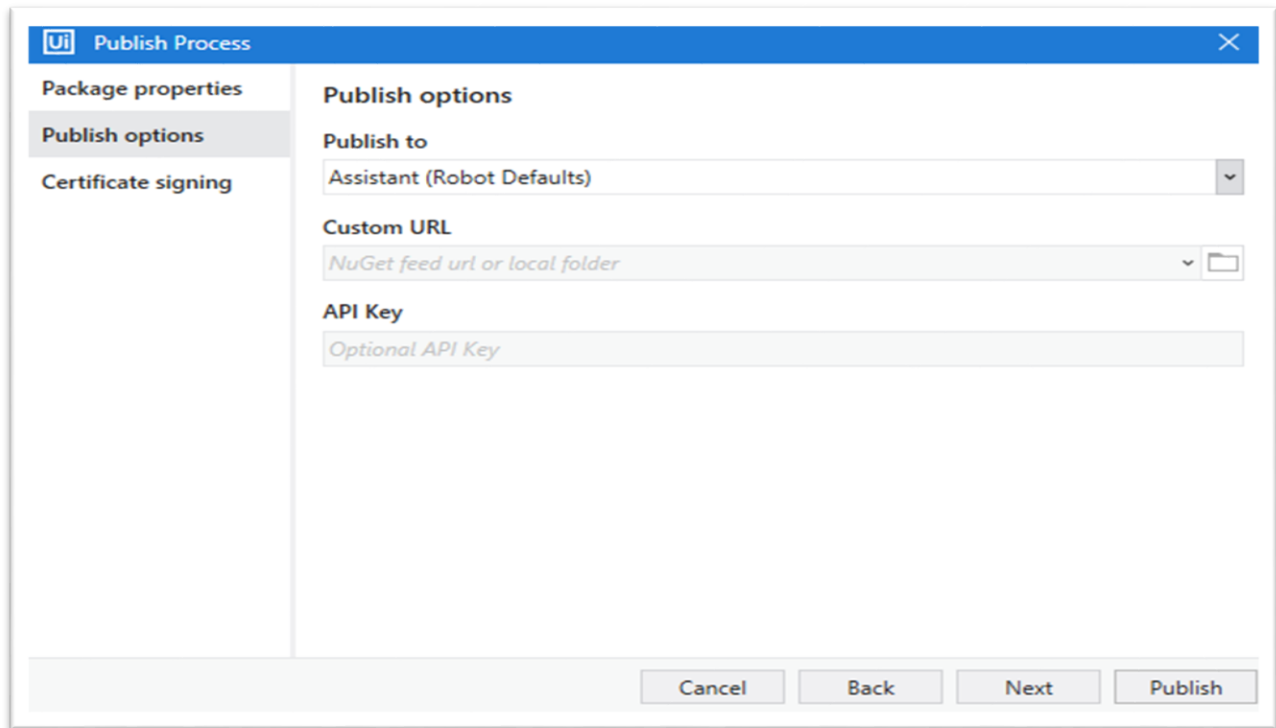 Ui Publish Process
Package properties
Publish options
Certificate signing
Publish options
Publish to
Assistant (Robot Defaults)
Custom URL
NuGet feed url or local folder
API Key
Optional API Key
Cancel Back Next Publish